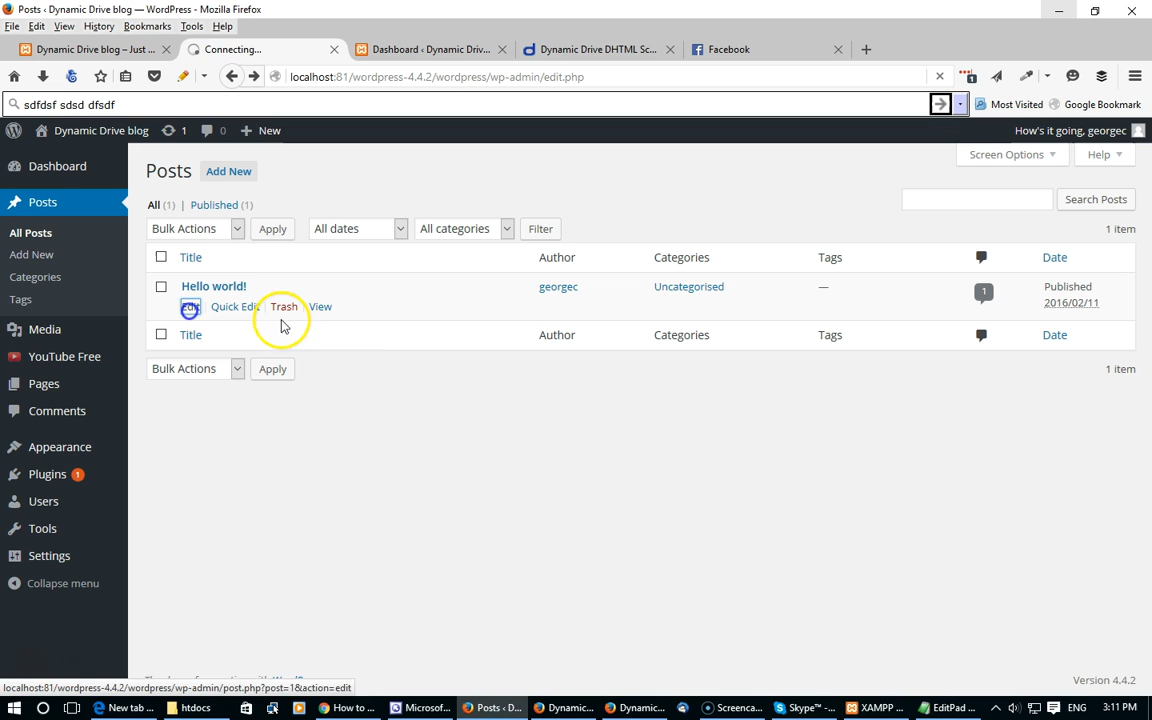 Posts ‹ Dynamic Drive blog — WordPress - Mozilla Firefox
File Edit View History Bookmarks Tools Help
Dynamic Drive blog – Just ... Connecting... Dashboard ‹ Dynamic Driv... Dynamic Drive DHTML Sc... Facebook
localhost:81/wordpress-4.4.2/wordpress/wp-admin/edit.php 1
sdfdsf sdsd dfsdf Most Visited Google Bookmark
Dynamic Drive blog 1 0 New How's it going, georgec
Dashboard Posts Add New Screen Options Help
Posts All (1) | Published (1) Search Posts
All Posts Bulk Actions Apply All dates All categories Filter 1 item
Add New Title Author Categories Tags Date
Categories Hello world! georgec Uncategorised — 1 Published
Tags Edit Quick Edit Trash View 2016/02/11
Media Title Author Categories Tags Date
YouTube Free Bulk Actions Apply 1 item
Pages
Comments
Appearance
Plugins 1
Users
Tools
Settings
Collapse menu
Version 4.4.2
localhost:81/wordpress-4.4.2/wordpress/wp-admin/post.php?post=1&action=edit
New tab ... htdocs How to ... Microsof... Posts ‹ D... Dynamic... Dynamic... Screenca... Skype™ -... XAMPP ... EditPad ... ENG 3:11 PM